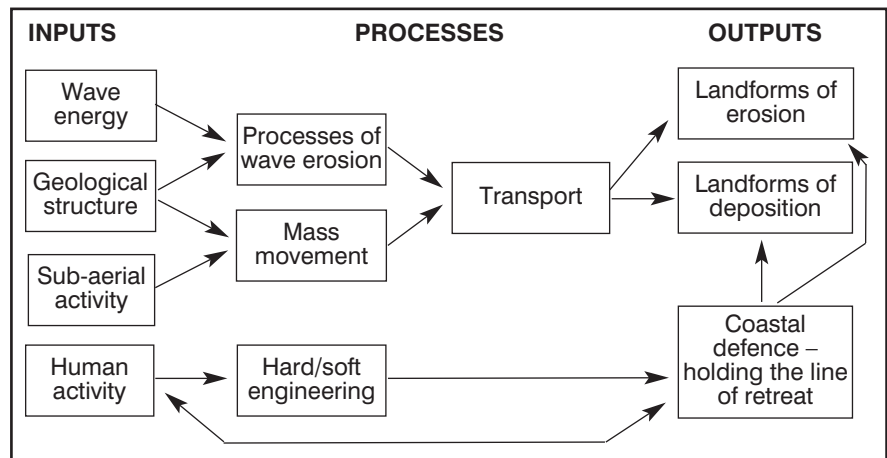 INPUTS
PROCESSES
OUTPUTS
Wave
energy
Geological
structure
Sub-aerial
activity
Human
activity
Processes of
wave erosion
Mass
movement
Hard/soft
engineering
Transport
Landforms of
erosion
Landforms of
deposition
Coastal
defence –
holding the line
of retreat